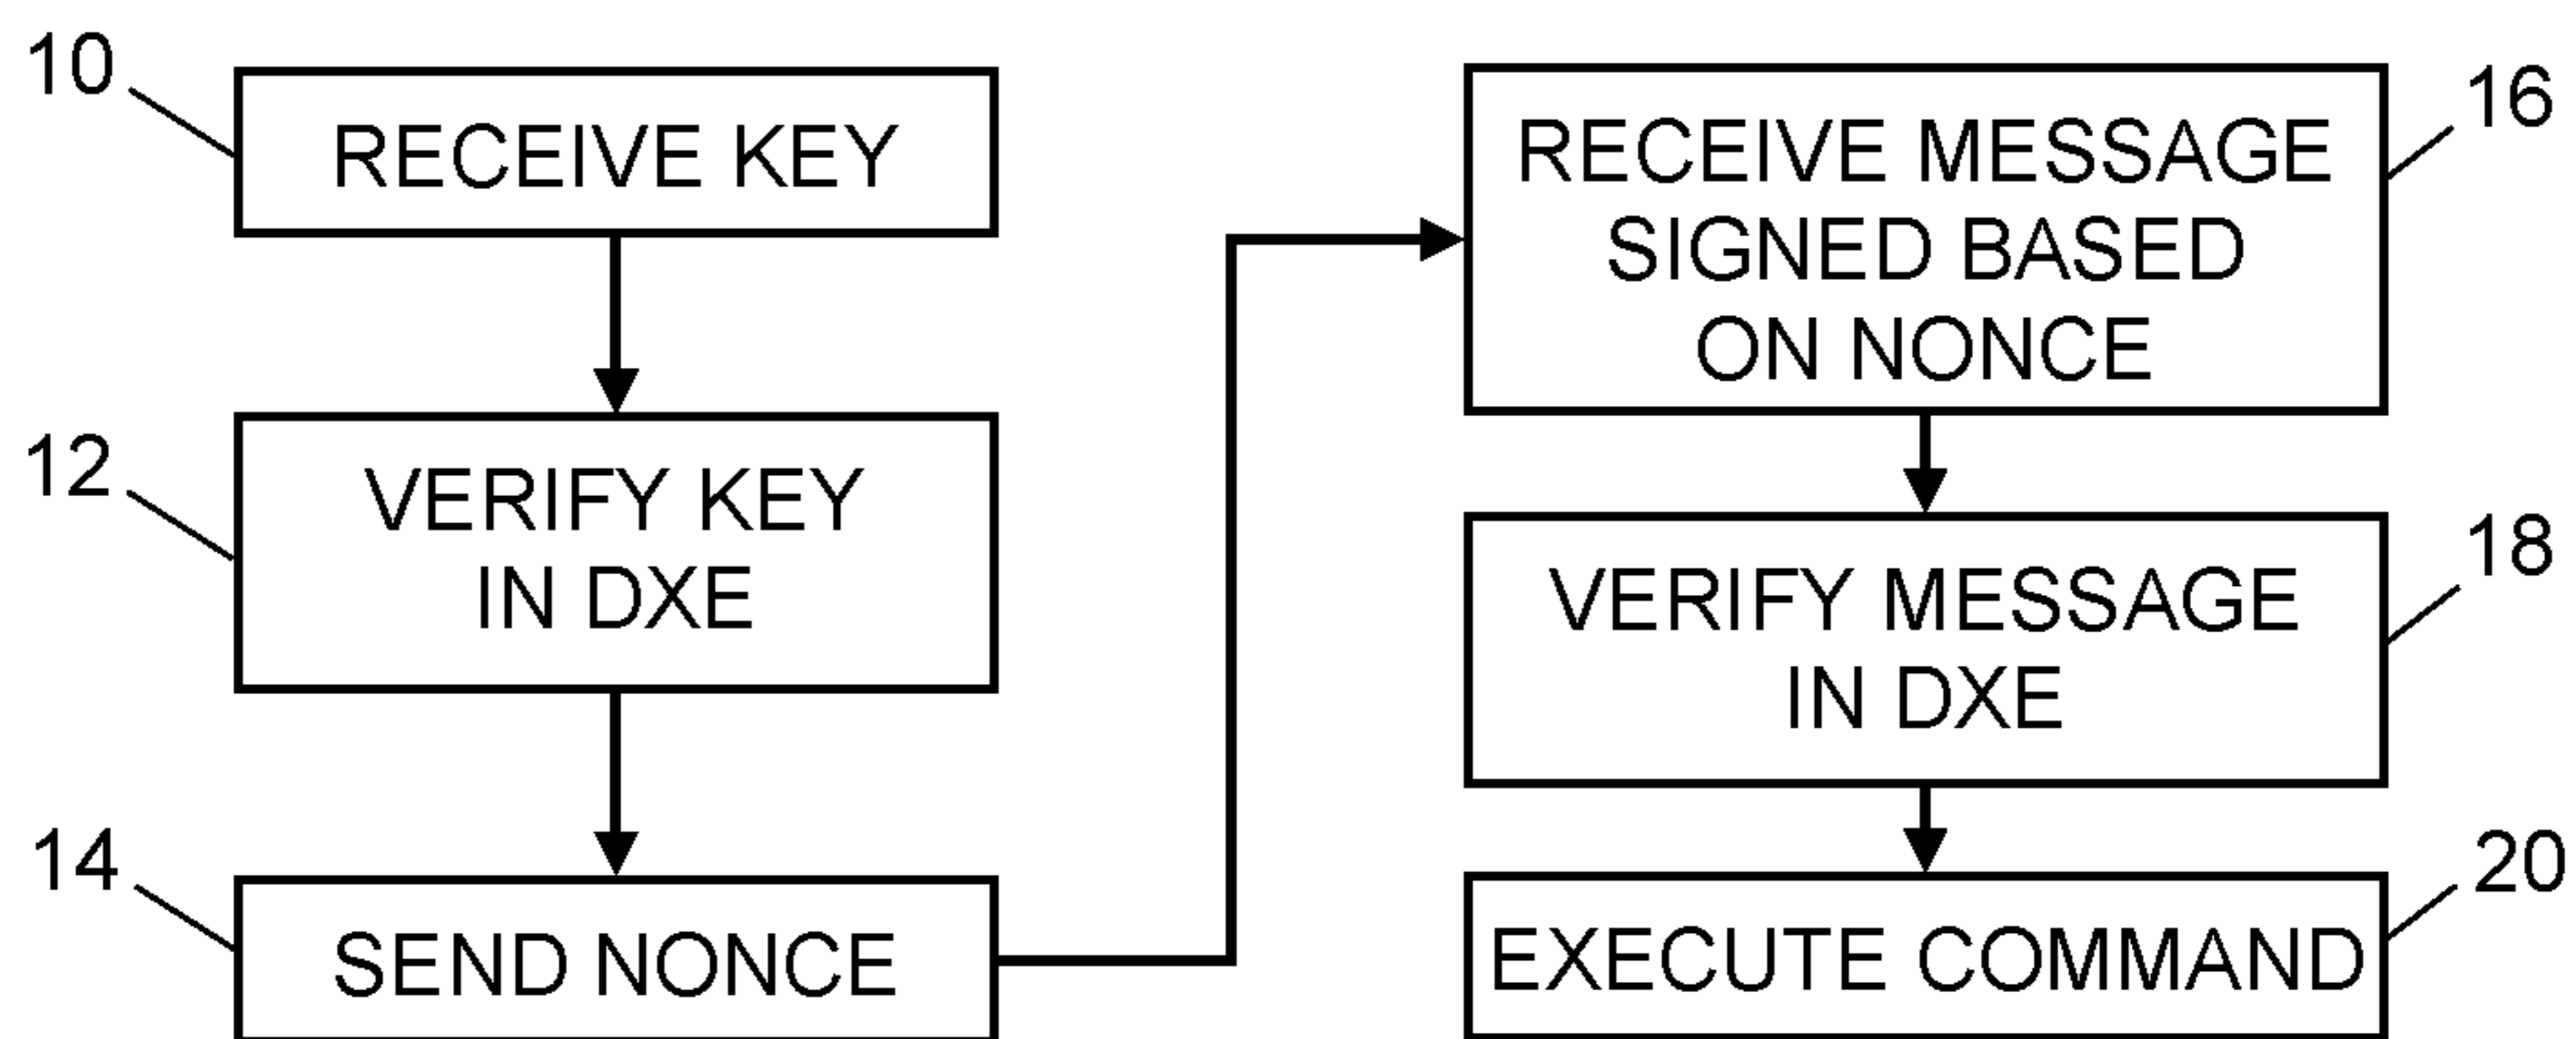 10
RECEIVE KEY
12
VERIFY KEY
IN DXE
14
SEND NONCE
16
RECEIVE MESSAGE
SIGNED BASED
ON NONCE
18
VERIFY MESSAGE
IN DXE
20
EXECUTE COMMAND